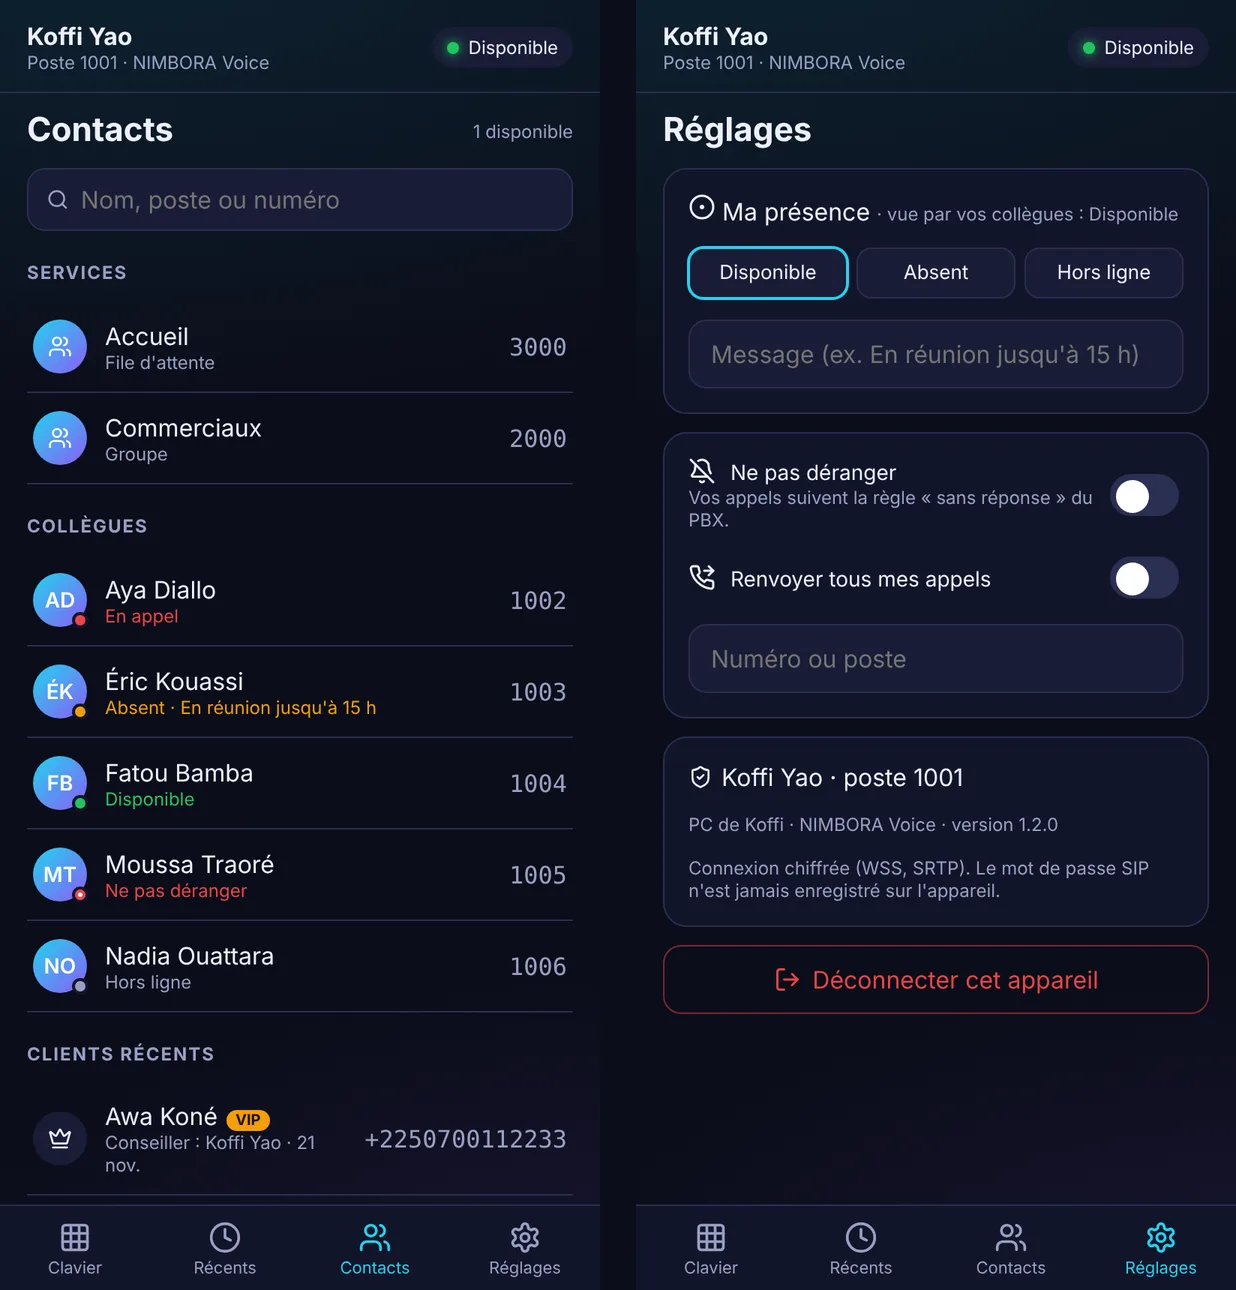 Koffi Yao
Poste 1001 · NIMBORA Voice
Disponible
Contacts
1 disponible
Nom, poste ou numéro
SERVICES
Accueil
File d'attente
3000
Commerciaux
Groupe
2000
COLLÈGUES
AD
Aya Diallo
En appel
1002
ÉK
Éric Kouassi
Absent · En réunion jusqu'à 15 h
1003
FB
Fatou Bamba
Disponible
1004
MT
Moussa Traoré
Ne pas déranger
1005
NO
Nadia Ouattara
Hors ligne
1006
CLIENTS RÉCENTS
Awa Koné VIP
Conseiller : Koffi Yao · 21
nov.
+2250700112233
Clavier
Récents
Contacts
Réglages
Koffi Yao
Poste 1001 · NIMBORA Voice
Disponible
Réglages
Ma présence · vue par vos collègues : Disponible
Disponible
Absent
Hors ligne
Message (ex. En réunion jusqu'à 15 h)
Ne pas déranger
Vos appels suivent la règle « sans réponse » du
PBX.
Renvoyer tous mes appels
Numéro ou poste
Koffi Yao · poste 1001
PC de Koffi · NIMBORA Voice · version 1.2.0
Connexion chiffrée (WSS, SRTP). Le mot de passe SIP
n'est jamais enregistré sur l'appareil.
Déconnecter cet appareil
Clavier
Récents
Contacts
Réglages